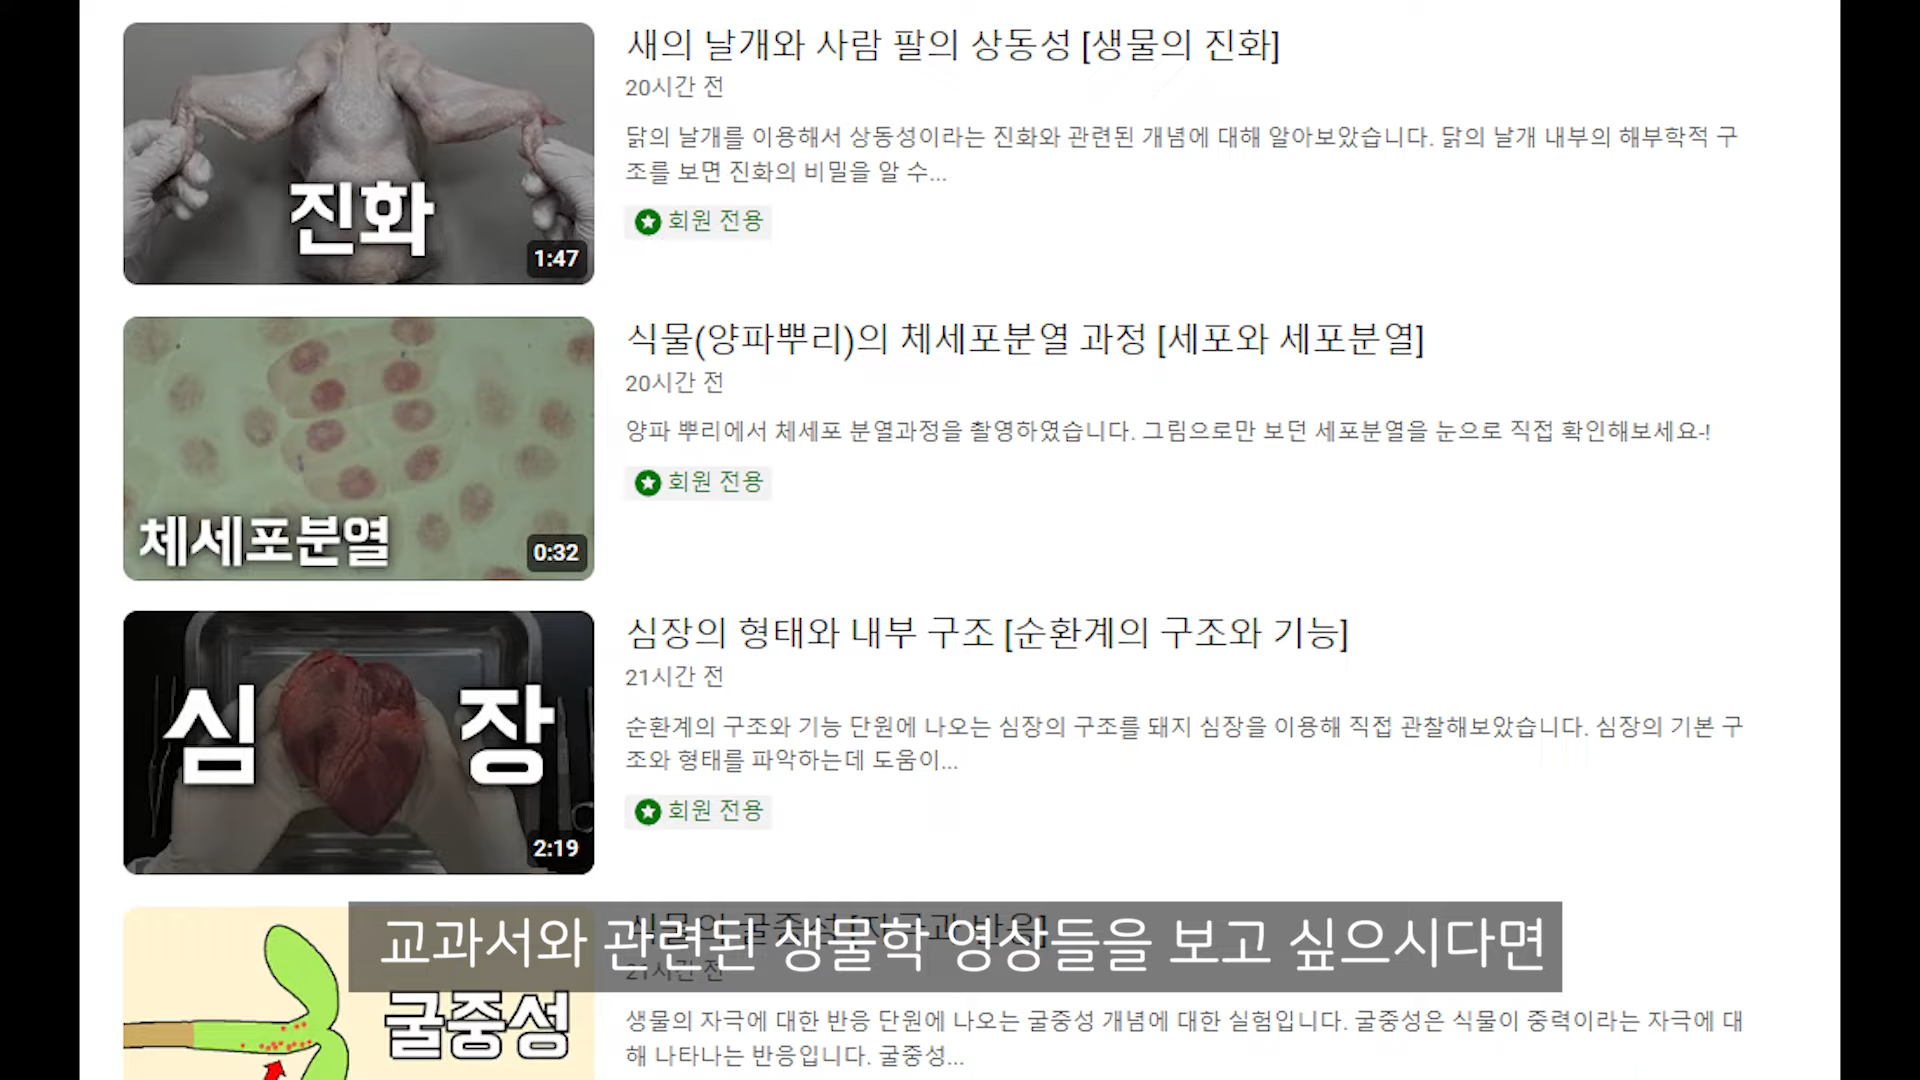 새의 날개와 사람 팔의 상동성 [생물의 진화]
20시간 전
닭의 날개를 이용해서 상동성이라는 진화와 관련된 개념에 대해 알아보았습니다. 닭의 날개 내부의 해부학적 구
조를 보면 진화의 비밀을 알 수...
회원 전용
진화
1:47
식물(양파뿌리)의 체세포분열 과정 [세포와 세포분열]
20시간 전
양파 뿌리에서 체세포 분열과정을 촬영하였습니다. 그림으로만 보던 세포분열을 눈으로 직접 확인해보세요-!
회원 전용
체세포분열
0:32
심장의 형태와 내부 구조 [순환계의 구조와 기능]
21시간 전
순환계의 구조와 기능 단원에 나오는 심장의 구조를 돼지 심장을 이용해 직접 관찰해보았습니다. 심장의 기본 구
조와 형태를 파악하는데 도움이...
회원 전용
심 장
2:19
식물의 굴중성 [자극과 반응]
교과서와 관련된 생물학 영상들을 보고 싶으시다면
21시간 전
굴중성
생물의 자극에 대한 반응 단원에 나오는 굴중성 개념에 대한 실험입니다. 굴중성은 식물이 중력이라는 자극에 대
해 나타나는 반응입니다. 굴중성...